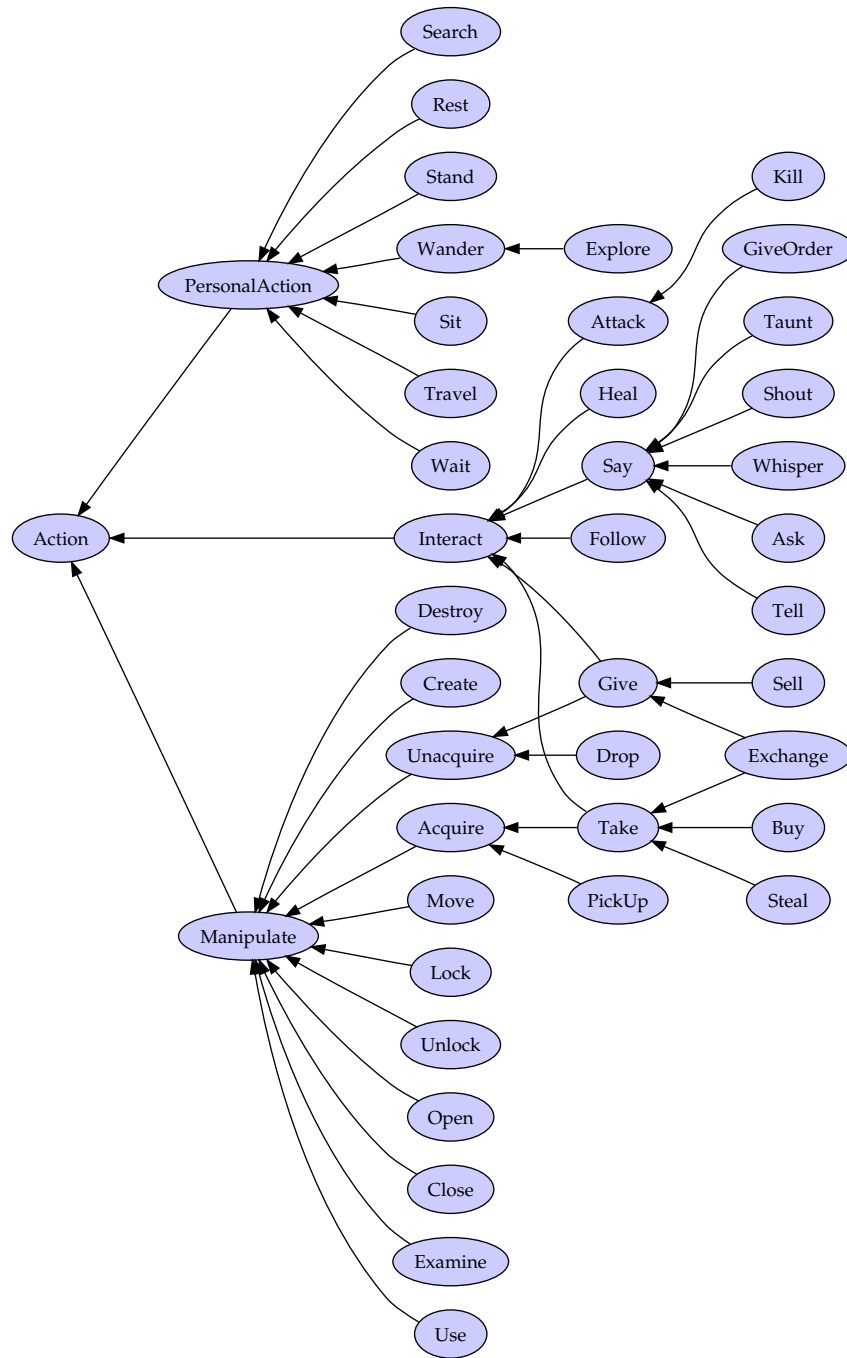 Search
Rest
Stand
Kill
Wander
Explore
GiveOrder
PersonalAction
Sit
Attack
Taunt
Travel
Heal
Shout
Wait
Say
Whisper
Action
Interact
Follow
Ask
Destroy
Tell
Create
Give
Sell
Unacquire
Drop
Exchange
Acquire
Take
Buy
Move
PickUp
Steal
Manipulate
Lock
Unlock
Open
Close
Examine
Use